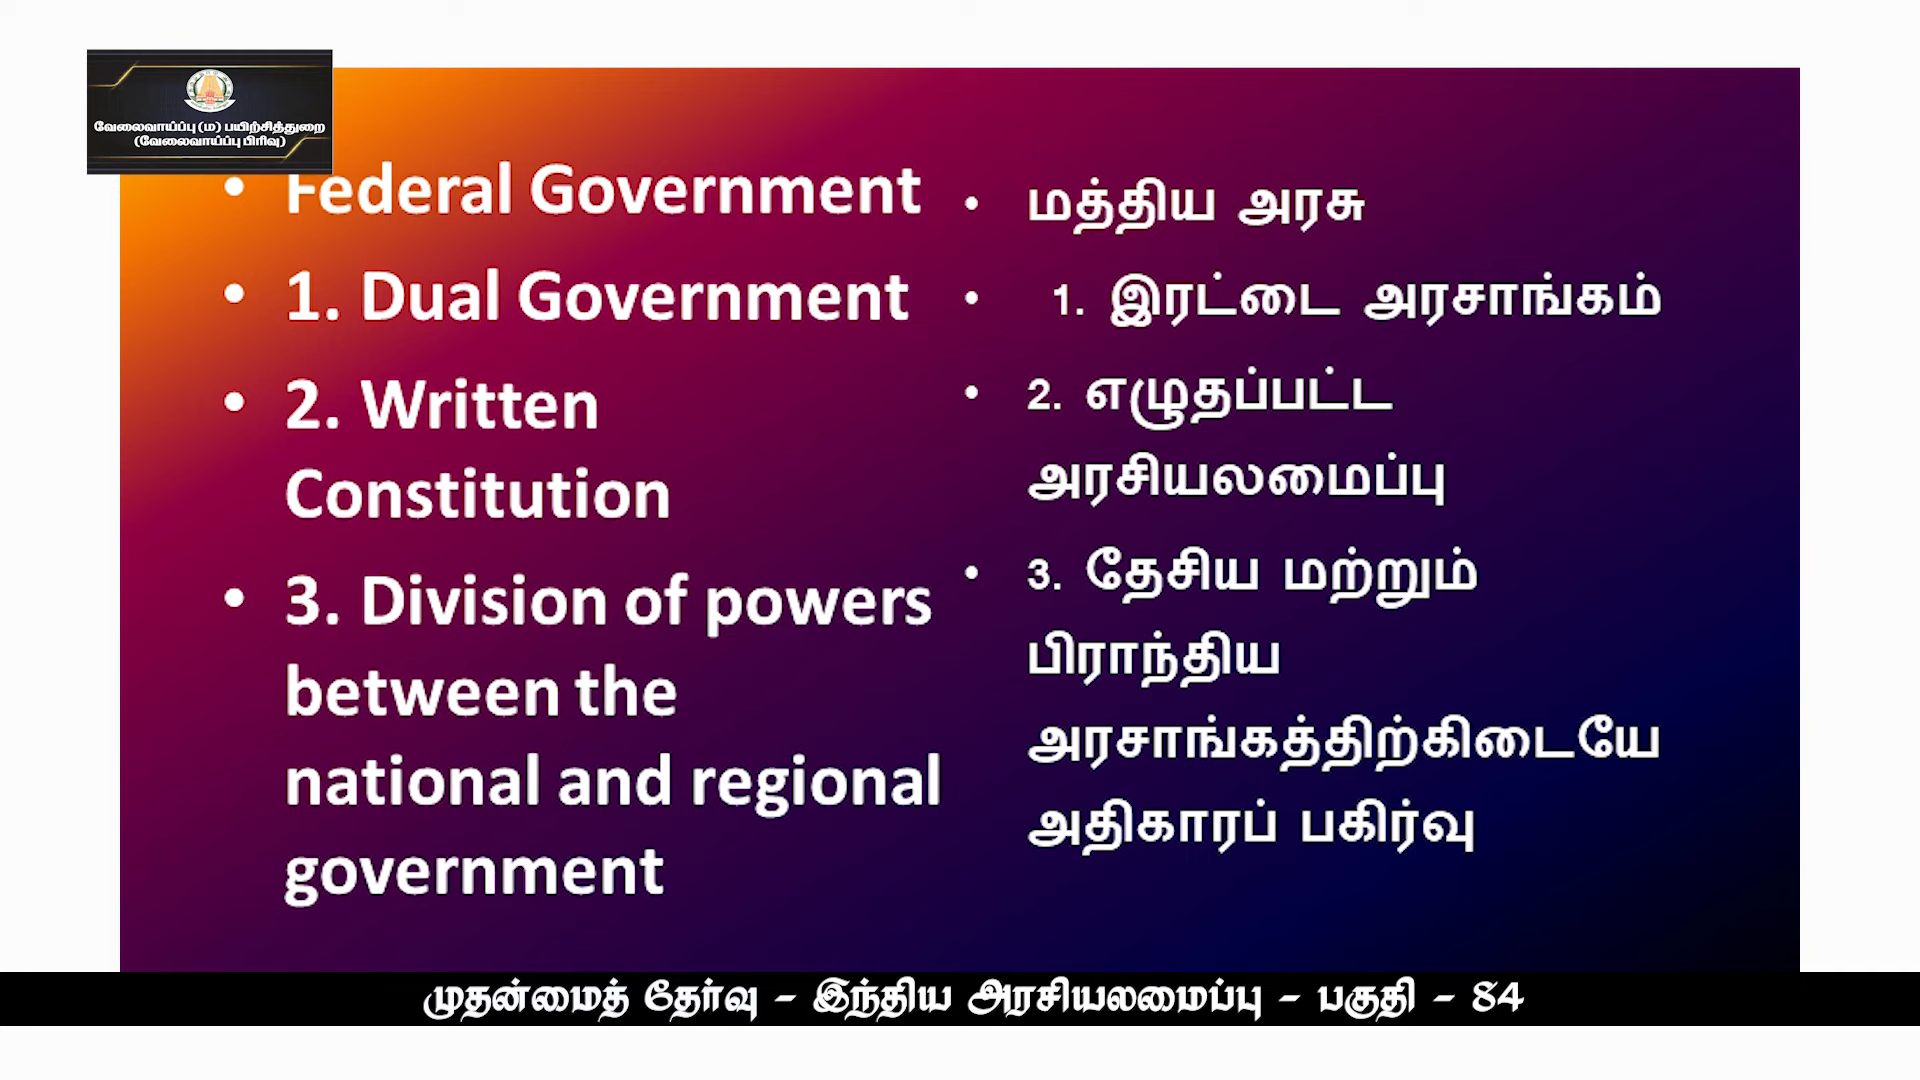 வேலைவாய்ப்பு (ம) பயிற்சித்துறை
(வேலைவாய்ப்பு பிரிவு)
• Federal Government
• 1. Dual Government
• 2. Written
Constitution
• 3. Division of powers
between the
national and regional
government
• மத்திய அரசு
• 1. இரட்டை அரசாங்கம்
• 2. எழுதப்பட்ட
அரசியலமைப்பு
• 3. தேசிய மற்றும்
பிராந்திய
அரசாங்கத்திற்கிடையே
அதிகாரப் பகிர்வு
முதன்மைத் தேர்வு - இந்திய அரசியலமைப்பு - பகுதி - 84